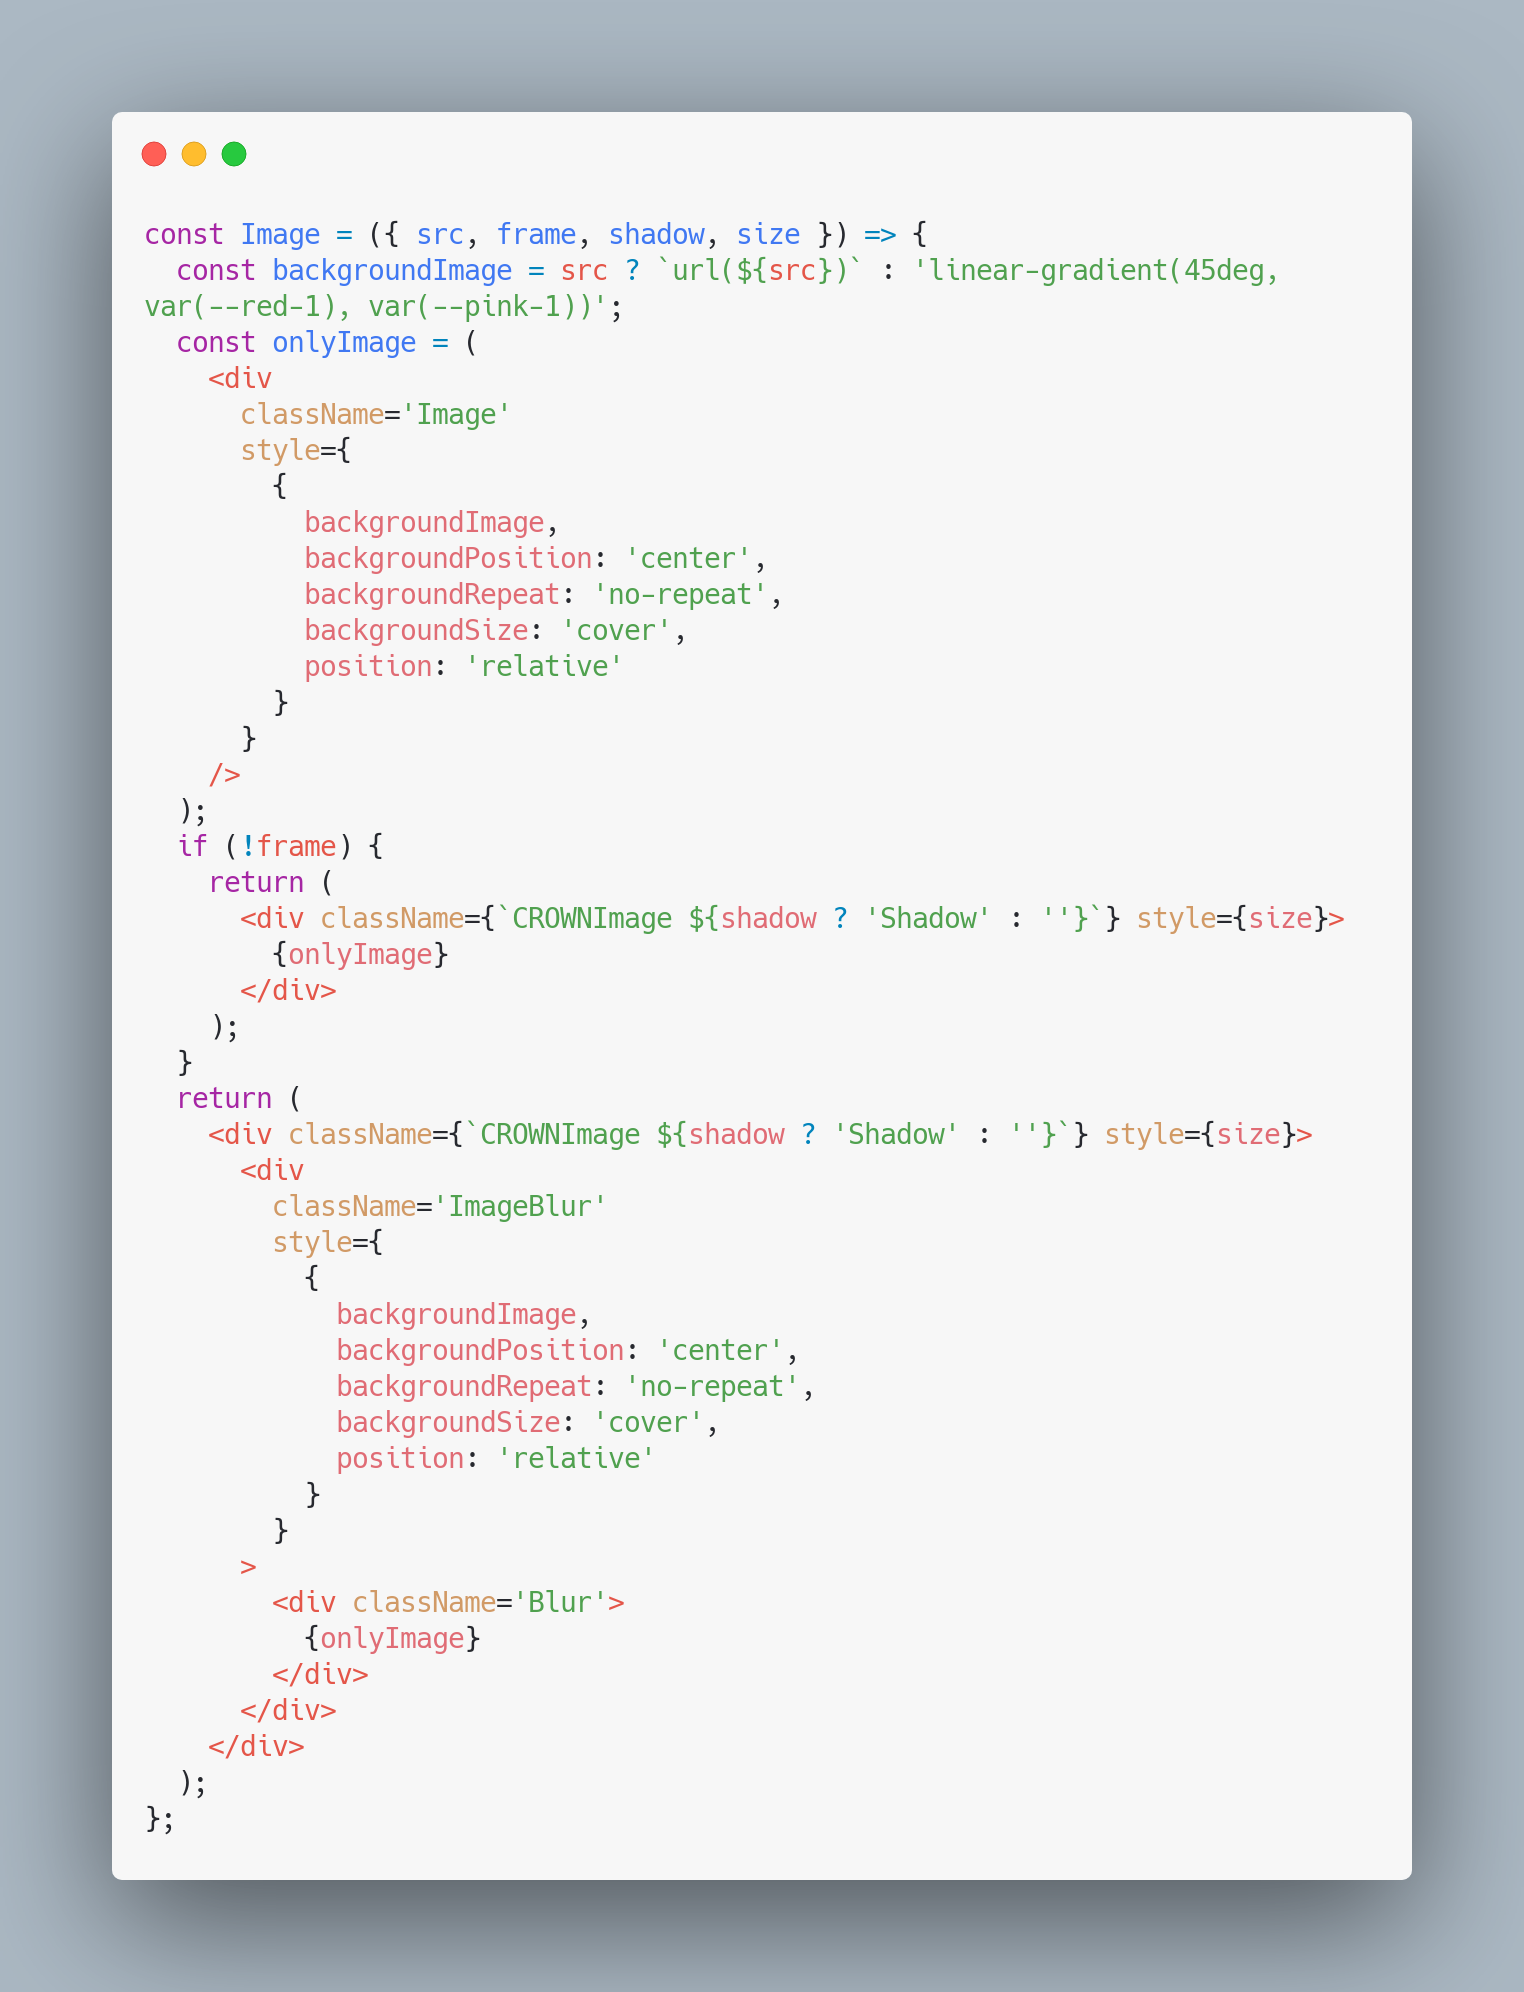 const Image = ({ src, frame, shadow, size }) => {
  const backgroundImage = src ? `url(${src})` : 'linear-gradient(45deg,
var(--red-1), var(--pink-1))';
  const onlyImage = (
    <div
      className='Image'
      style={
        {
          backgroundImage,
          backgroundPosition: 'center',
          backgroundRepeat: 'no-repeat',
          backgroundSize: 'cover',
          position: 'relative'
        }
      }
    />
  );
  if (!frame) {
    return (
      <div className={`CROWNImage ${shadow ? 'Shadow' : ''}`} style={size}>
        {onlyImage}
      </div>
    );
  }
  return (
    <div className={`CROWNImage ${shadow ? 'Shadow' : ''}`} style={size}>
      <div
        className='ImageBlur'
        style={
          {
            backgroundImage,
            backgroundPosition: 'center',
            backgroundRepeat: 'no-repeat',
            backgroundSize: 'cover',
            position: 'relative'
          }
        }
      >
        <div className='Blur'>
          {onlyImage}
        </div>
      </div>
    </div>
  );
};